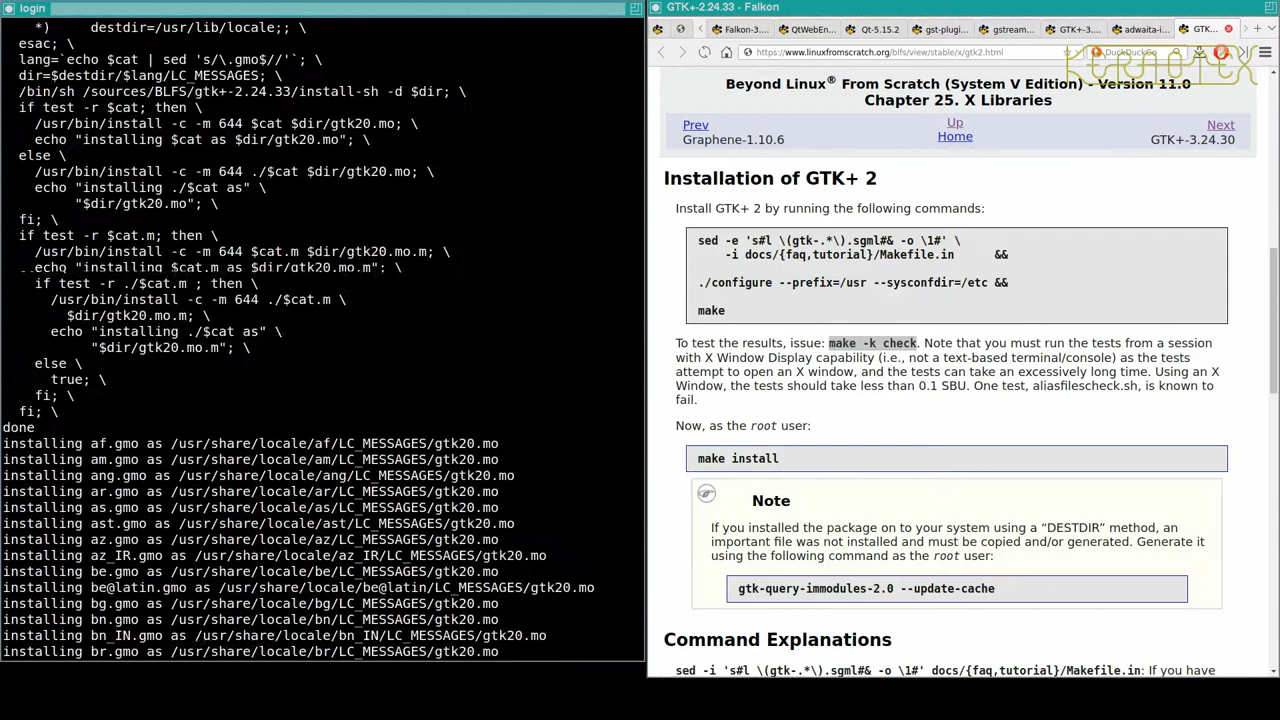 login
*)      destdir=/usr/lib/locale;; \
esac; \
lang=`echo $cat | sed 's/\.gmo$//'`; \
dir=$destdir/$lang/LC_MESSAGES; \
/bin/sh /sources/BLFS/gtk+-2.24.33/install-sh -d $dir; \
if test -r $cat; then \
/usr/bin/install -c -m 644 $cat $dir/gtk20.mo; \
echo "installing $cat as $dir/gtk20.mo"; \
else \
/usr/bin/install -c -m 644 ./$cat $dir/gtk20.mo; \
echo "installing ./$cat as" \
"$dir/gtk20.mo"; \
fi; \
if test -r $cat.m; then \
/usr/bin/install -c -m 644 $cat.m $dir/gtk20.mo.m; \
echo "installing $cat.m as $dir/gtk20.mo.m"; \
if test -r ./$cat.m ; then \
/usr/bin/install -c -m 644 ./$cat.m \
$dir/gtk20.mo.m; \
echo "installing ./$cat as" \
"$dir/gtk20.mo.m"; \
else \
true; \
fi; \
fi; \
done
installing af.gmo as /usr/share/locale/af/LC_MESSAGES/gtk20.mo
installing am.gmo as /usr/share/locale/am/LC_MESSAGES/gtk20.mo
installing ang.gmo as /usr/share/locale/ang/LC_MESSAGES/gtk20.mo
installing ar.gmo as /usr/share/locale/ar/LC_MESSAGES/gtk20.mo
installing as.gmo as /usr/share/locale/as/LC_MESSAGES/gtk20.mo
installing ast.gmo as /usr/share/locale/ast/LC_MESSAGES/gtk20.mo
installing az.gmo as /usr/share/locale/az/LC_MESSAGES/gtk20.mo
installing az_IR.gmo as /usr/share/locale/az_IR/LC_MESSAGES/gtk20.mo
installing be.gmo as /usr/share/locale/be/LC_MESSAGES/gtk20.mo
installing be@latin.gmo as /usr/share/locale/be@latin/LC_MESSAGES/gtk20.mo
installing bg.gmo as /usr/share/locale/bg/LC_MESSAGES/gtk20.mo
installing bn.gmo as /usr/share/locale/bn/LC_MESSAGES/gtk20.mo
installing bn_IN.gmo as /usr/share/locale/bn_IN/LC_MESSAGES/gtk20.mo
installing br.gmo as /usr/share/locale/br/LC_MESSAGES/gtk20.mo
GTK+-2.24.33 - Falkon
Falkon-3.... QtWebEn... Qt-5.15.2 gst-plugi... gstream... GTK+-3.... adwaita-i... GTK...
https://www.linuxfromscratch.org/blfs/view/stable/x/gtk2.html DuckDuckGo
KERNOTEX
Beyond Linux® From Scratch (System V Edition) - Version 11.0
Chapter 25. X Libraries
Prev Up Next
Graphene-1.10.6 Home GTK+-3.24.30
Installation of GTK+ 2
Install GTK+ 2 by running the following commands:
sed -e 's#l \(gtk-.*\).sgml#& -o \1#' \
-i docs/{faq,tutorial}/Makefile.in      &&
./configure --prefix=/usr --sysconfdir=/etc &&
make
To test the results, issue: make -k check. Note that you must run the tests from a session
with X Window Display capability (i.e., not a text-based terminal/console) as the tests
attempt to open an X window, and the tests can take an excessively long time. Using an X
Window, the tests should take less than 0.1 SBU. One test, aliasfilescheck.sh, is known to
fail.
Now, as the root user:
make install
Note
If you installed the package on to your system using a “DESTDIR” method, an
important file was not installed and must be copied and/or generated. Generate it
using the following command as the root user:
gtk-query-immodules-2.0 --update-cache
Command Explanations
sed -i 's#l \(gtk-.*\).sgml#& -o \1#' docs/{faq,tutorial}/Makefile.in: If you have